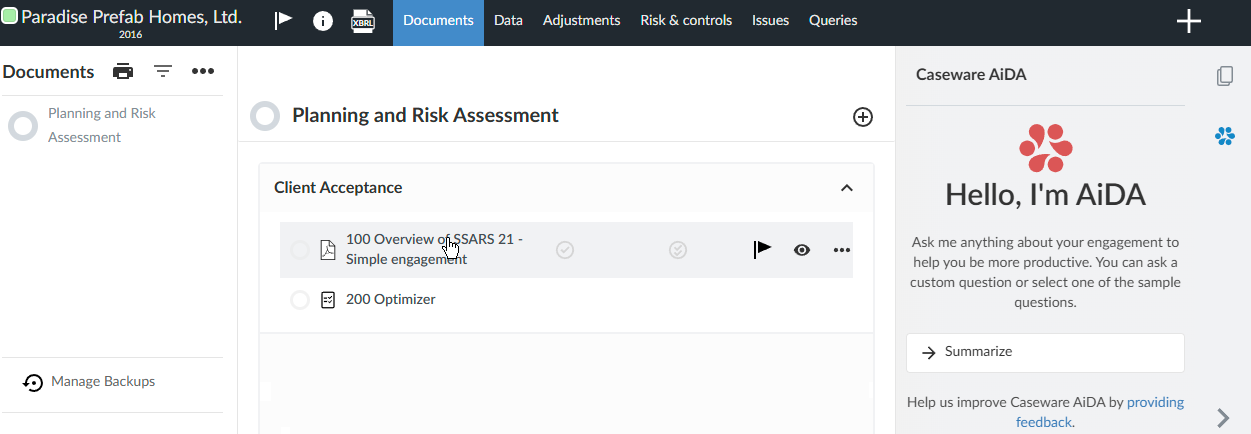 Paradise Prefab Homes, Ltd.
2016
XBRL
Documents
Data
Adjustments
Risk & controls
Issues
Queries
Documents
Planning and Risk
Assessment
Manage Backups
Planning and Risk Assessment
Client Acceptance
100 Overview of SSARS 21 -
Simple engagement
200 Optimizer
Caseware AiDA
Hello, I'm AiDA
Ask me anything about your engagement to
help you be more productive. You can ask a
custom question or select one of the sample
questions.
Summarize
Help us improve Caseware AiDA by providing
feedback.